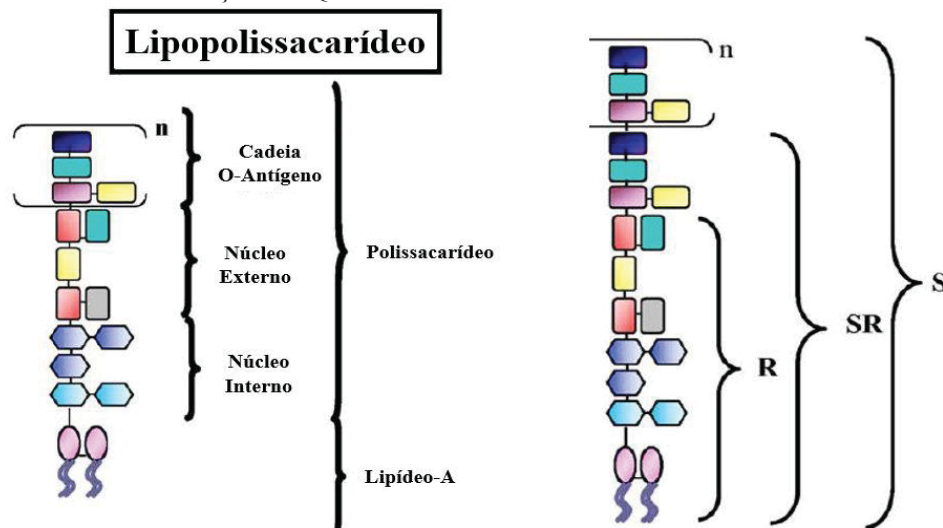 Lipopolissacarídeo
n
Cadeia
O-Antígeno
Núcleo
Externo
Polissacarídeo
Núcleo
Interno
Lipídeo-A
n
S
SR
R